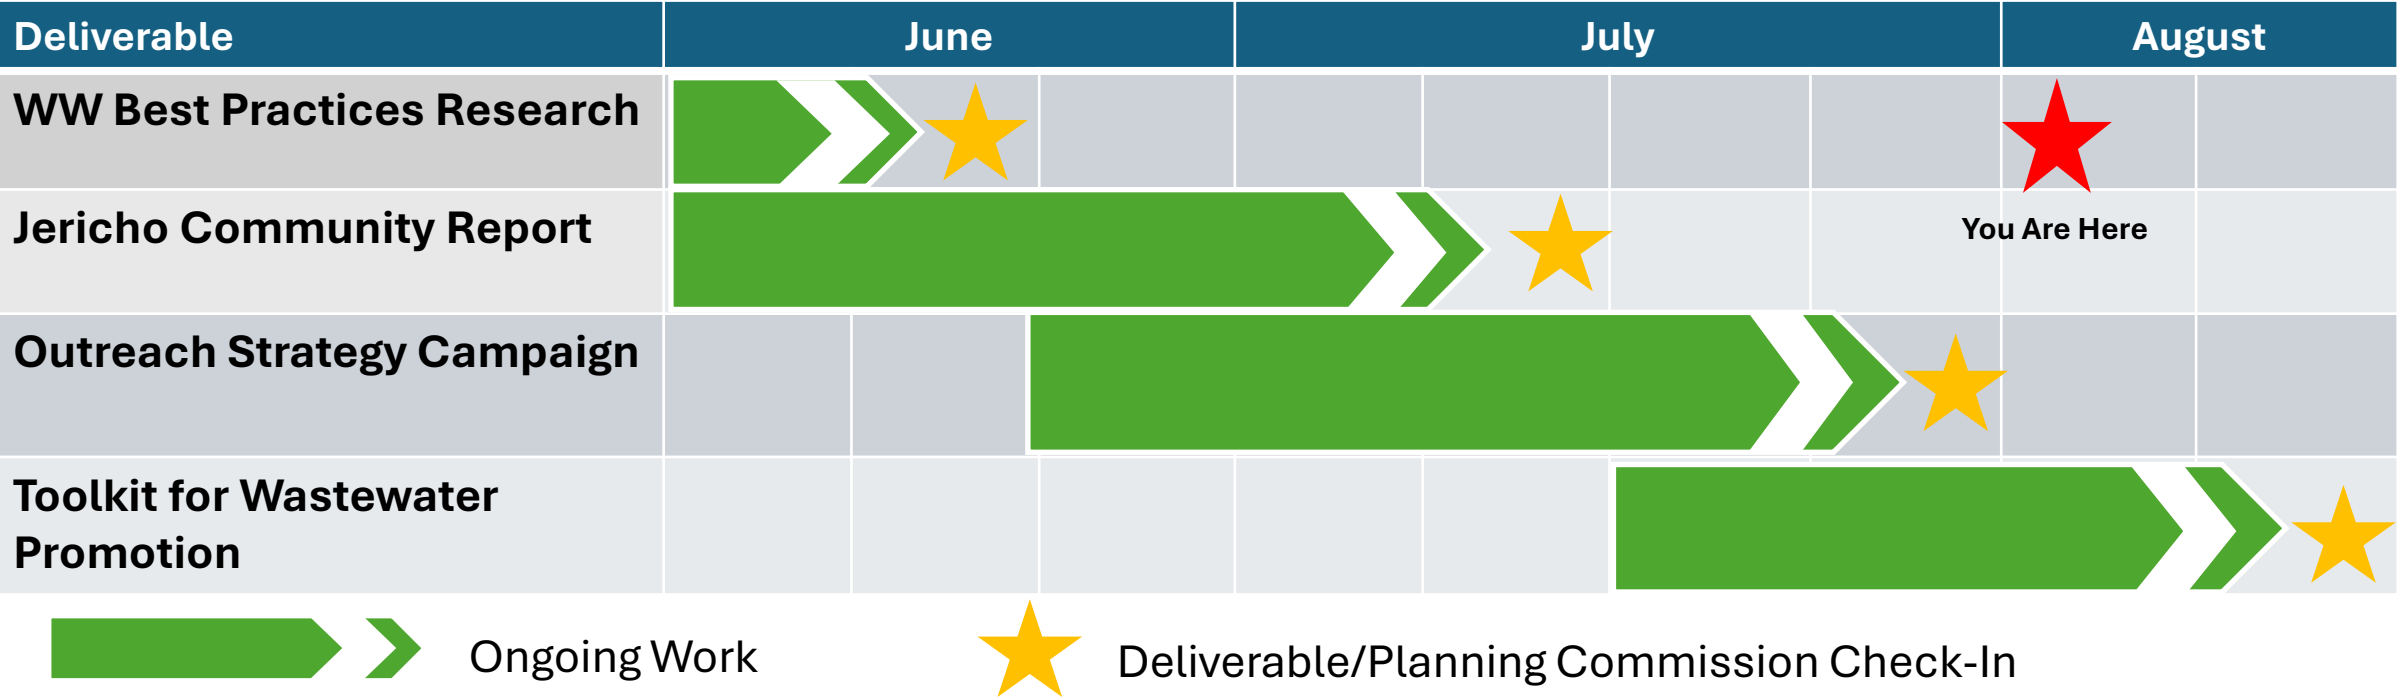 Deliverable June July August
WW Best Practices Research
Jericho Community Report
You Are Here
Outreach Strategy Campaign
Toolkit for Wastewater
Promotion
Ongoing Work
Deliverable/Planning Commission Check-In